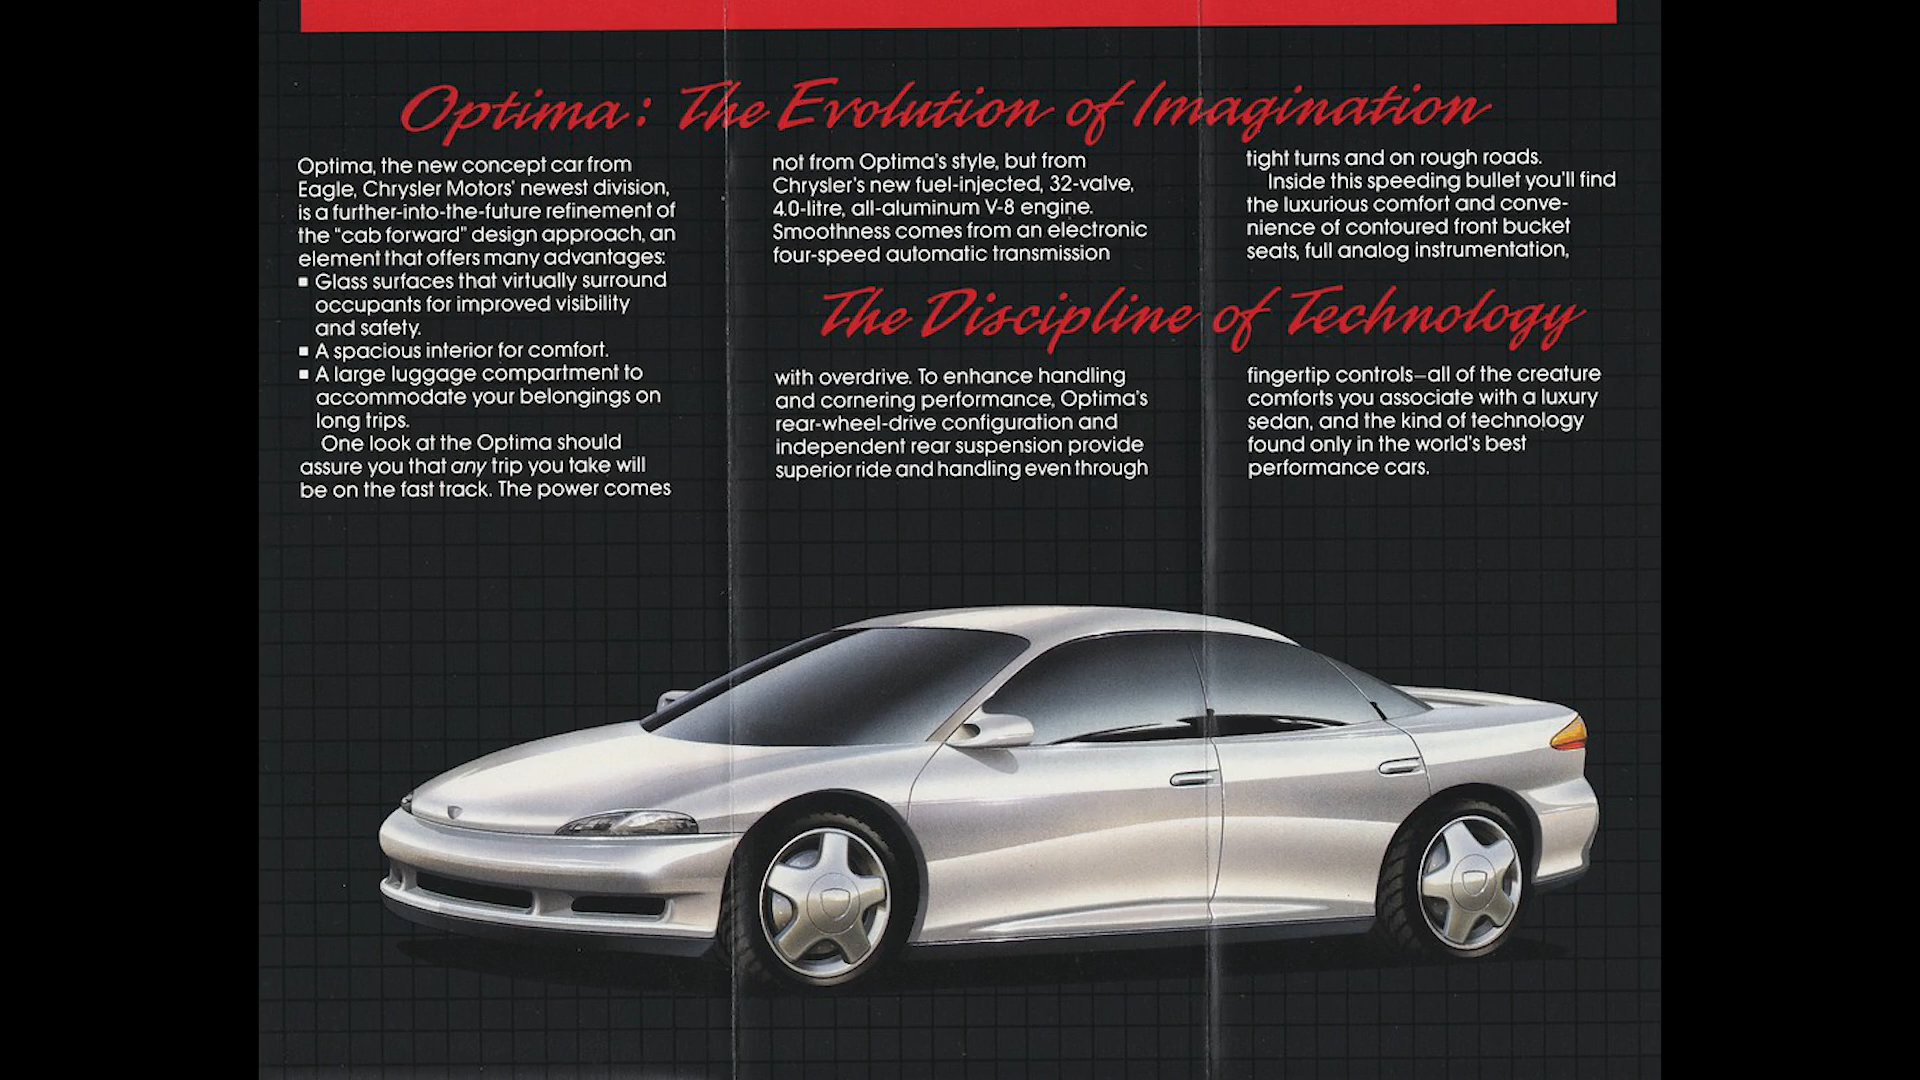 Optima: The Evolution of Imagination
Optima, the new concept car from
Eagle, Chrysler Motors' newest division,
is a further-into-the-future refinement of
the "cab forward" design approach, an
element that offers many advantages:
▪ Glass surfaces that virtually surround
occupants for improved visibility
and safety.
▪ A spacious interior for comfort.
▪ A large luggage compartment to
accommodate your belongings on
long trips.
One look at the Optima should
assure you that any trip you take will
be on the fast track. The power comes
not from Optima's style, but from
Chrysler's new fuel-injected, 32-valve,
4.0-litre, all-aluminum V-8 engine.
Smoothness comes from an electronic
four-speed automatic transmission
The Discipline of Technology
with overdrive. To enhance handling
and cornering performance, Optima's
rear-wheel-drive configuration and
independent rear suspension provide
superior ride and handling even through
tight turns and on rough roads.
Inside this speeding bullet you'll find
the luxurious comfort and conve-
nience of contoured front bucket
seats, full analog instrumentation,
fingertip controls—all of the creature
comforts you associate with a luxury
sedan, and the kind of technology
found only in the world's best
performance cars.